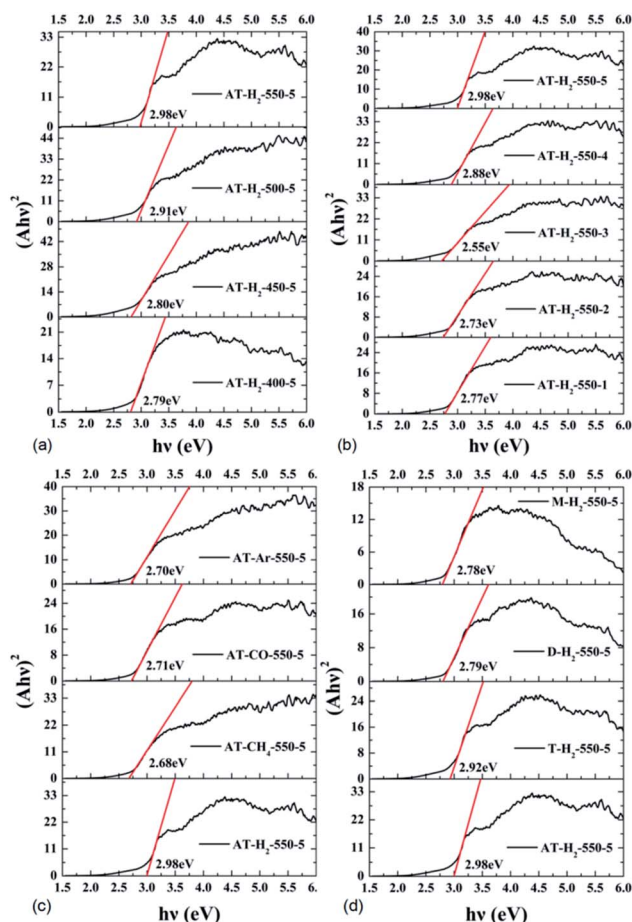 1.5 2.0 2.5 3.0 3.5 4.0 4.5 5.0 5.5 6.0
33
22
11
0
AT-H2-550-5
2.98eV
44
33
22
11
0
AT-H2-500-5
2.91eV
42
28
14
0
AT-H2-450-5
2.80eV
21
14
7
0
AT-H2-400-5
2.79eV
(Ahν)²
1.5 2.0 2.5 3.0 3.5 4.0 4.5 5.0 5.5 6.0
(a) hν (eV)
1.5 2.0 2.5 3.0 3.5 4.0 4.5 5.0 5.5 6.0
40
30
20
10
0
AT-H2-550-5
2.98eV
33
22
11
0
AT-H2-550-4
2.88eV
33
22
11
0
AT-H2-550-3
2.55eV
24
16
8
0
AT-H2-550-2
2.73eV
24
16
8
0
AT-H2-550-1
2.77eV
(Ahν)²
1.5 2.0 2.5 3.0 3.5 4.0 4.5 5.0 5.5 6.0
(b) hν (eV)
1.5 2.0 2.5 3.0 3.5 4.0 4.5 5.0 5.5 6.0
40
30
20
10
0
AT-Ar-550-5
2.70eV
24
16
8
0
AT-CO-550-5
2.71eV
33
22
11
0
AT-CH4-550-5
2.68eV
33
22
11
0
AT-H2-550-5
2.98eV
(Ahν)²
1.5 2.0 2.5 3.0 3.5 4.0 4.5 5.0 5.5 6.0
(c) hν (eV)
1.5 2.0 2.5 3.0 3.5 4.0 4.5 5.0 5.5 6.0
18
12
6
0
M-H2-550-5
2.78eV
20
10
0
D-H2-550-5
2.79eV
24
16
8
0
T-H2-550-5
2.92eV
33
22
11
0
AT-H2-550-5
2.98eV
(Ahν)²
1.5 2.0 2.5 3.0 3.5 4.0 4.5 5.0 5.5 6.0
(d) hν (eV)